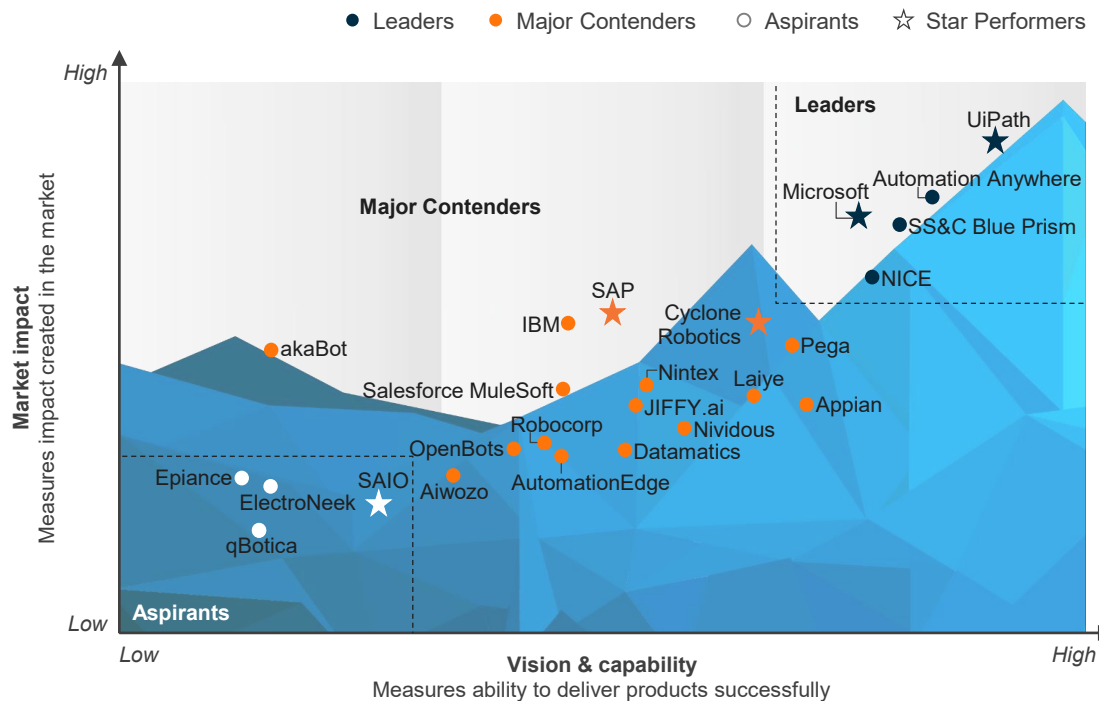 Leaders
Major Contenders
Aspirants
Star Performers
High
Leaders
UiPath
Automation Anywhere
Microsoft
Major Contenders
SS&C Blue Prism
NICE
SAP
IBM
Cyclone
Robotics
akaBot
Pega
Nintex
Laiye
Salesforce MuleSoft
JIFFY.ai
Appian
Robocorp
Nividous
OpenBots
Datamatics
Epiance
SAIO
Aiwozo
AutomationEdge
ElectroNeek
qBotica
Aspirants
Market impact
Measures impact created in the market
Low
Low
Vision & capability
High
Measures ability to deliver products successfully